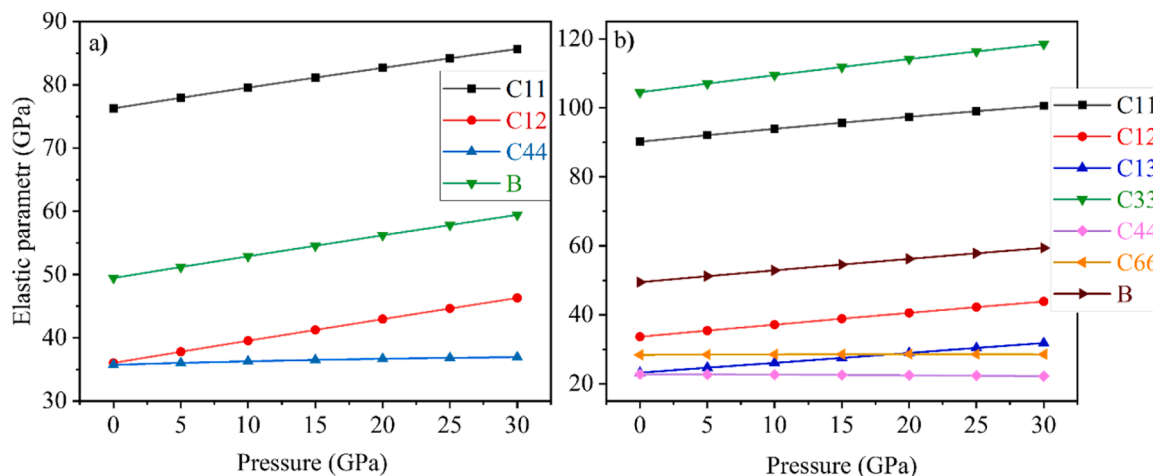 a)
Elastic parametr (GPa)
90
80
70
60
50
40
30
C11
C12
C44
B
0 5 10 15 20 25 30
Pressure (GPa)
b)
120
100
80
60
40
20
C11
C12
C13
C33
C44
C66
B
0 5 10 15 20 25 30
Pressure (GPa)